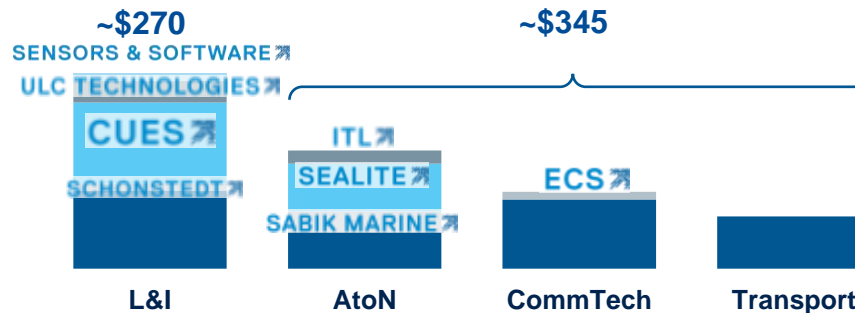 ~$270
~$345
SENSORS & SOFTWARE
ULC TECHNOLOGIES
CUES
ITL
SEALITE
ECS
SCHONSTEDT
SABIK MARINE
L&I
AtoN
CommTech
Transport